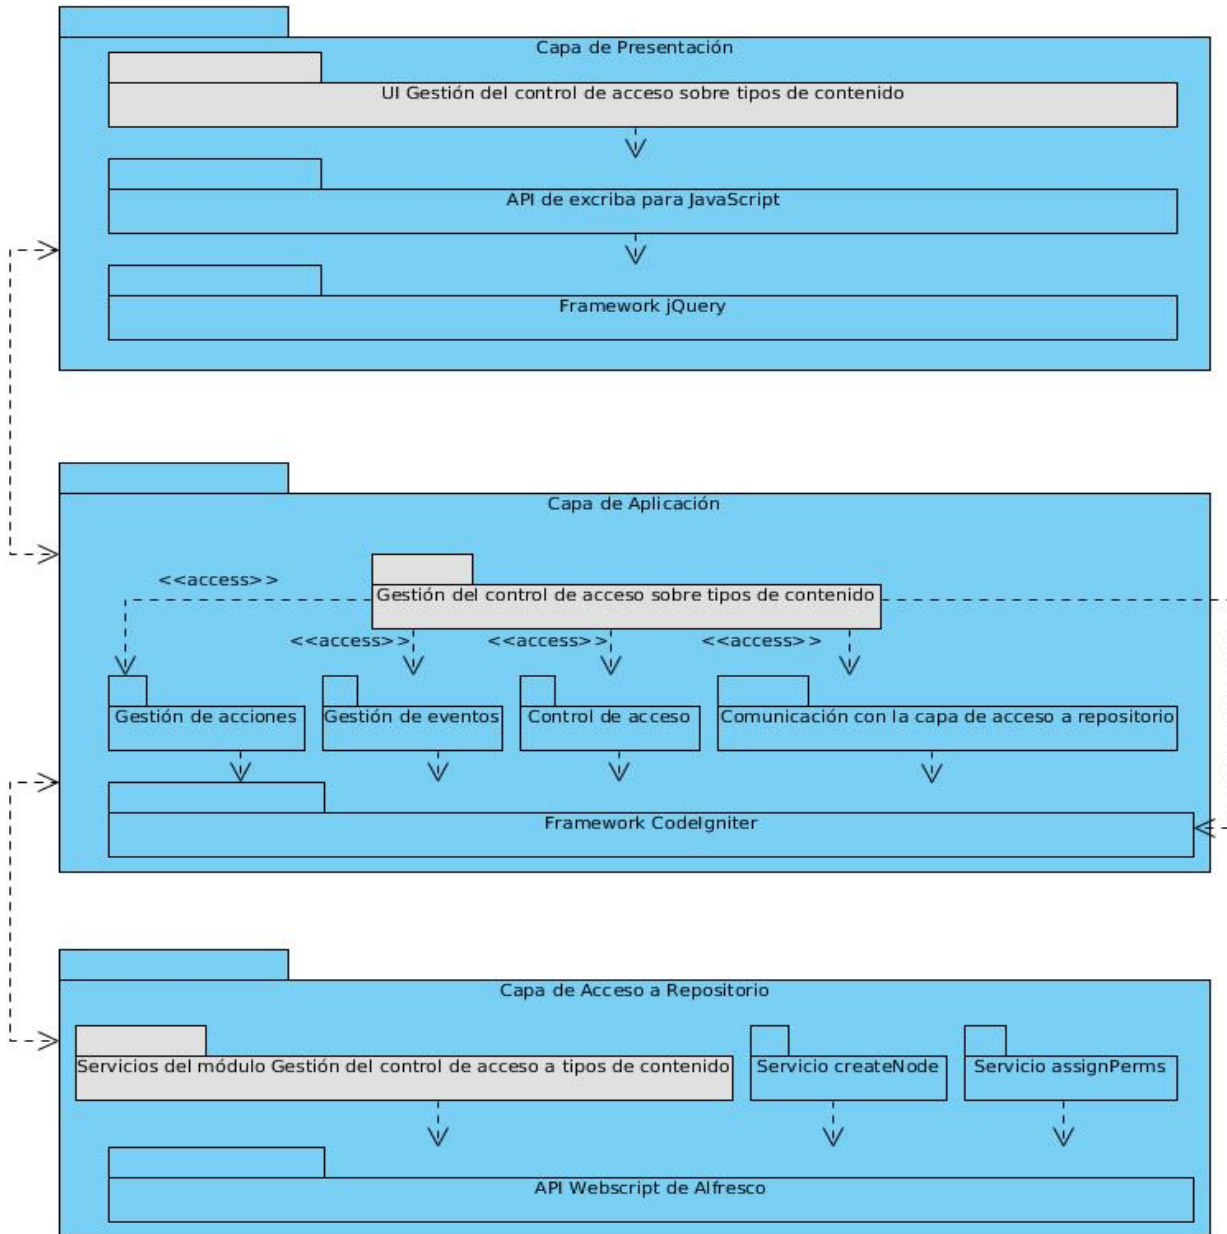 Capa de Presentación
UI Gestión del control de acceso sobre tipos de contenido
API de excriba para JavaScript
Framework jQuery
Capa de Aplicación
<<access>>
Gestión del control de acceso sobre tipos de contenido
<<access>>
<<access>>
<<access>>
Gestión de acciones
Gestión de eventos
Control de acceso
Comunicación con la capa de acceso a repositorio
Framework CodeIgniter
Capa de Acceso a Repositorio
Servicios del módulo Gestión del control de acceso a tipos de contenido
Servicio createNode
Servicio assignPerms
API Webscript de Alfresco